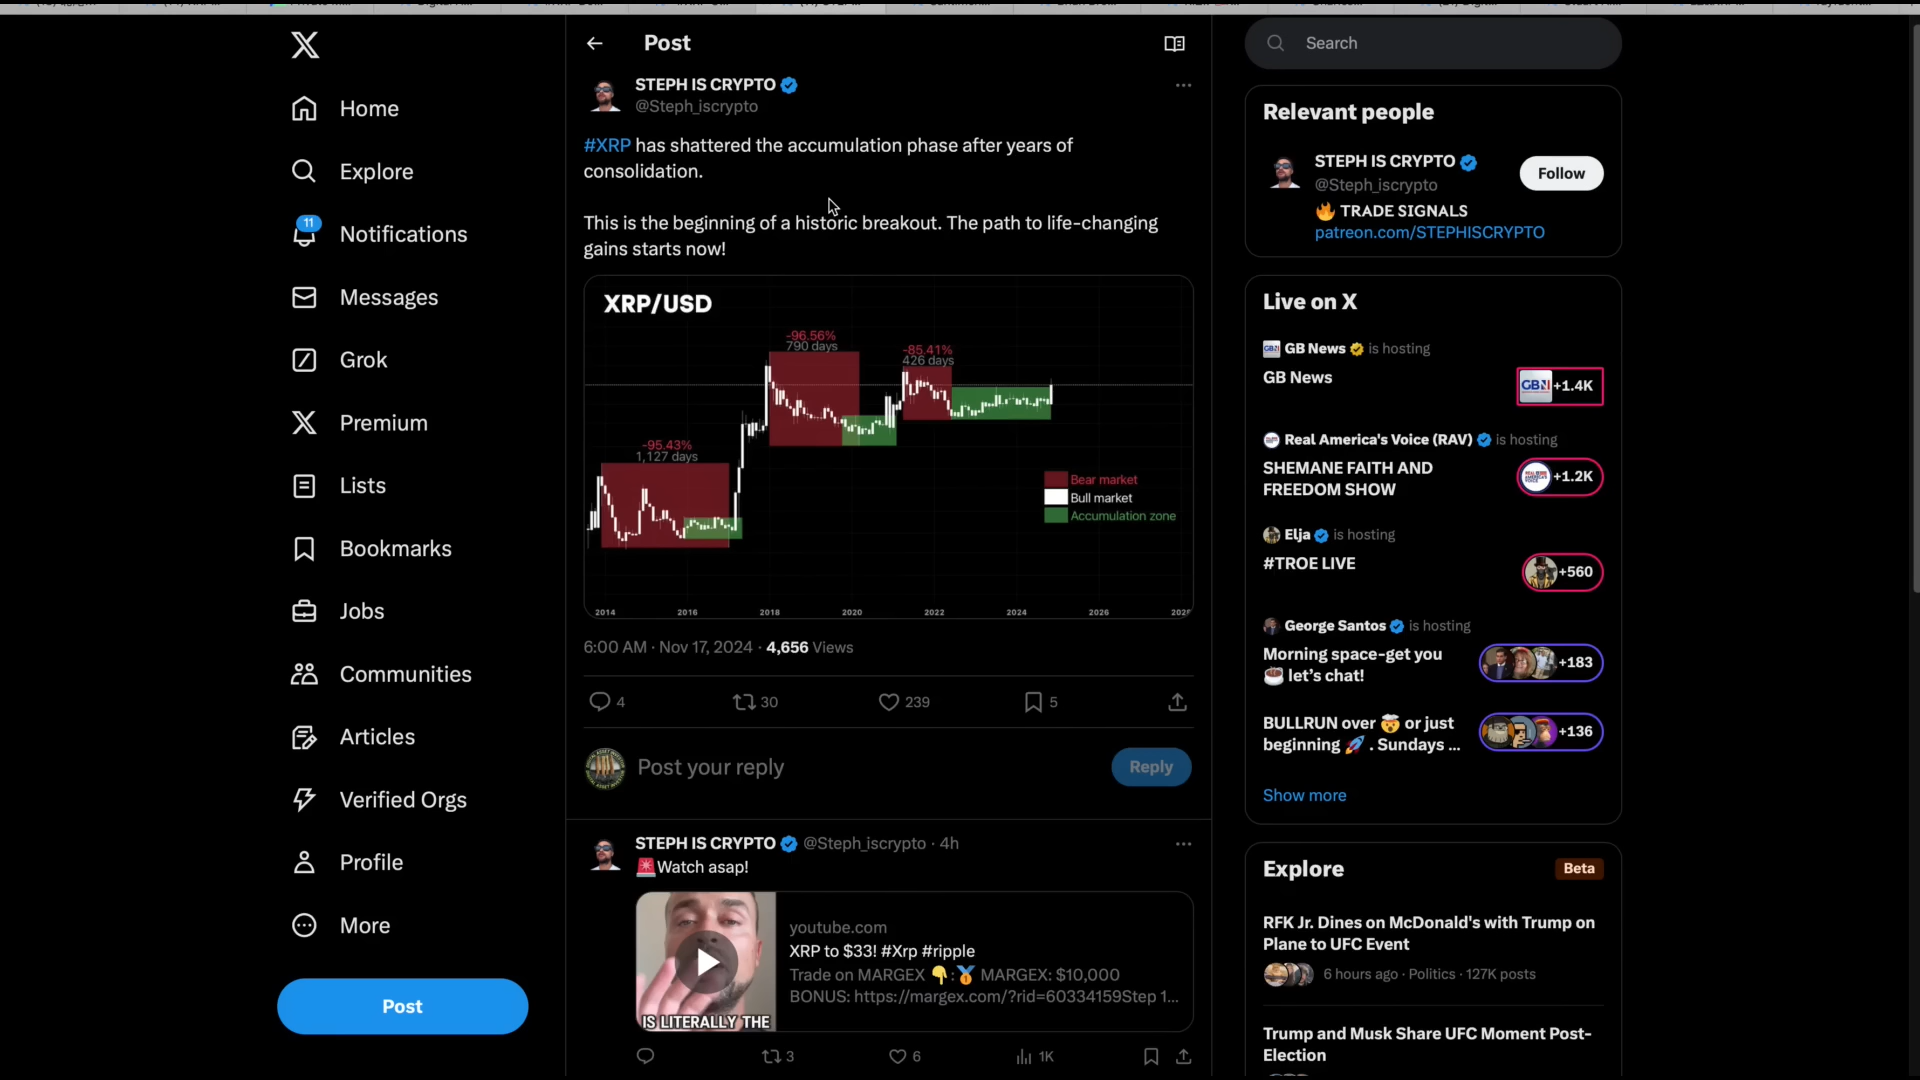 Home
Explore
11
Notifications
Messages
Grok
Premium
Lists
Bookmarks
Jobs
Communities
Articles
Verified Orgs
Profile
More
Post
Post
STEPH IS CRYPTO
@Steph_iscrypto
#XRP has shattered the accumulation phase after years of
consolidation.
This is the beginning of a historic breakout. The path to life-changing
gains starts now!
XRP/USD
-96.56%
790 days
-85.41%
426 days
-95.43%
1,127 days
Bear market
Bull market
Accumulation zone
2014 2016 2018 2020 2022 2024 2026
6:00 AM · Nov 17, 2024 · 4,656 Views
4 30 239 5
Post your reply
Reply
STEPH IS CRYPTO @Steph_iscrypto · 4h
🚨Watch asap!
IS LITERALLY THE
youtube.com
XRP to $33! #Xrp #ripple
Trade on MARGEX 👇:🥇 MARGEX: $10,000
BONUS: https://margex.com/?rid=60334159Step 1...
3 6 1K
Search
Relevant people
STEPH IS CRYPTO
@Steph_iscrypto
Follow
🔥 TRADE SIGNALS
patreon.com/STEPHISCRYPTO
Live on X
GB News is hosting
GB News
GBN +1.4K
Real America's Voice (RAV) is hosting
SHEMANE FAITH AND
FREEDOM SHOW
+1.2K
Elja is hosting
#TROE LIVE
+560
George Santos is hosting
Morning space-get you
☕ let's chat!
+183
BULLRUN over 🤯 or just
beginning 🚀 . Sundays ...
+136
Show more
Explore
Beta
RFK Jr. Dines on McDonald's with Trump on
Plane to UFC Event
6 hours ago · Politics · 127K posts
Trump and Musk Share UFC Moment Post-
Election